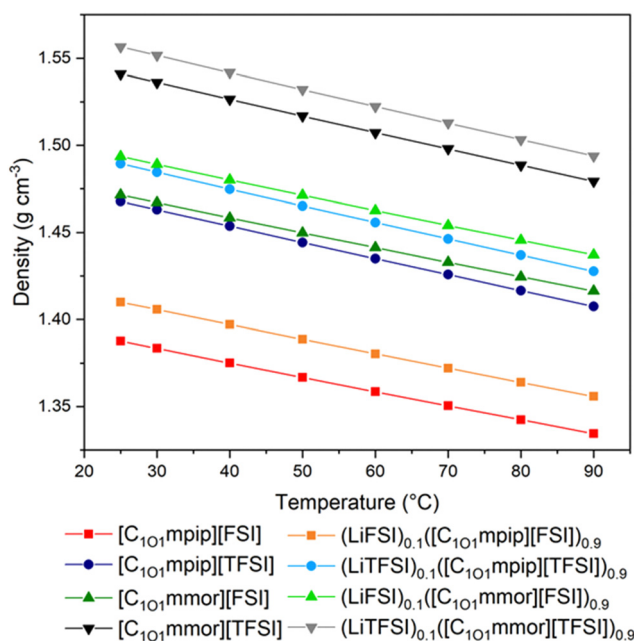 1.55
1.50
1.45
1.40
1.35
Density (g cm⁻³)
20 30 40 50 60 70 80 90
Temperature (°C)
[C₁O₁mpip][FSI] (LiFSI)₀.₁([C₁O₁mpip][FSI])₀.₉
[C₁O₁mpip][TFSI] (LiTFSI)₀.₁([C₁O₁mpip][TFSI])₀.₉
[C₁O₁mmor][FSI] (LiFSI)₀.₁([C₁O₁mmor][FSI])₀.₉
[C₁O₁mmor][TFSI] (LiTFSI)₀.₁([C₁O₁mmor][TFSI])₀.₉